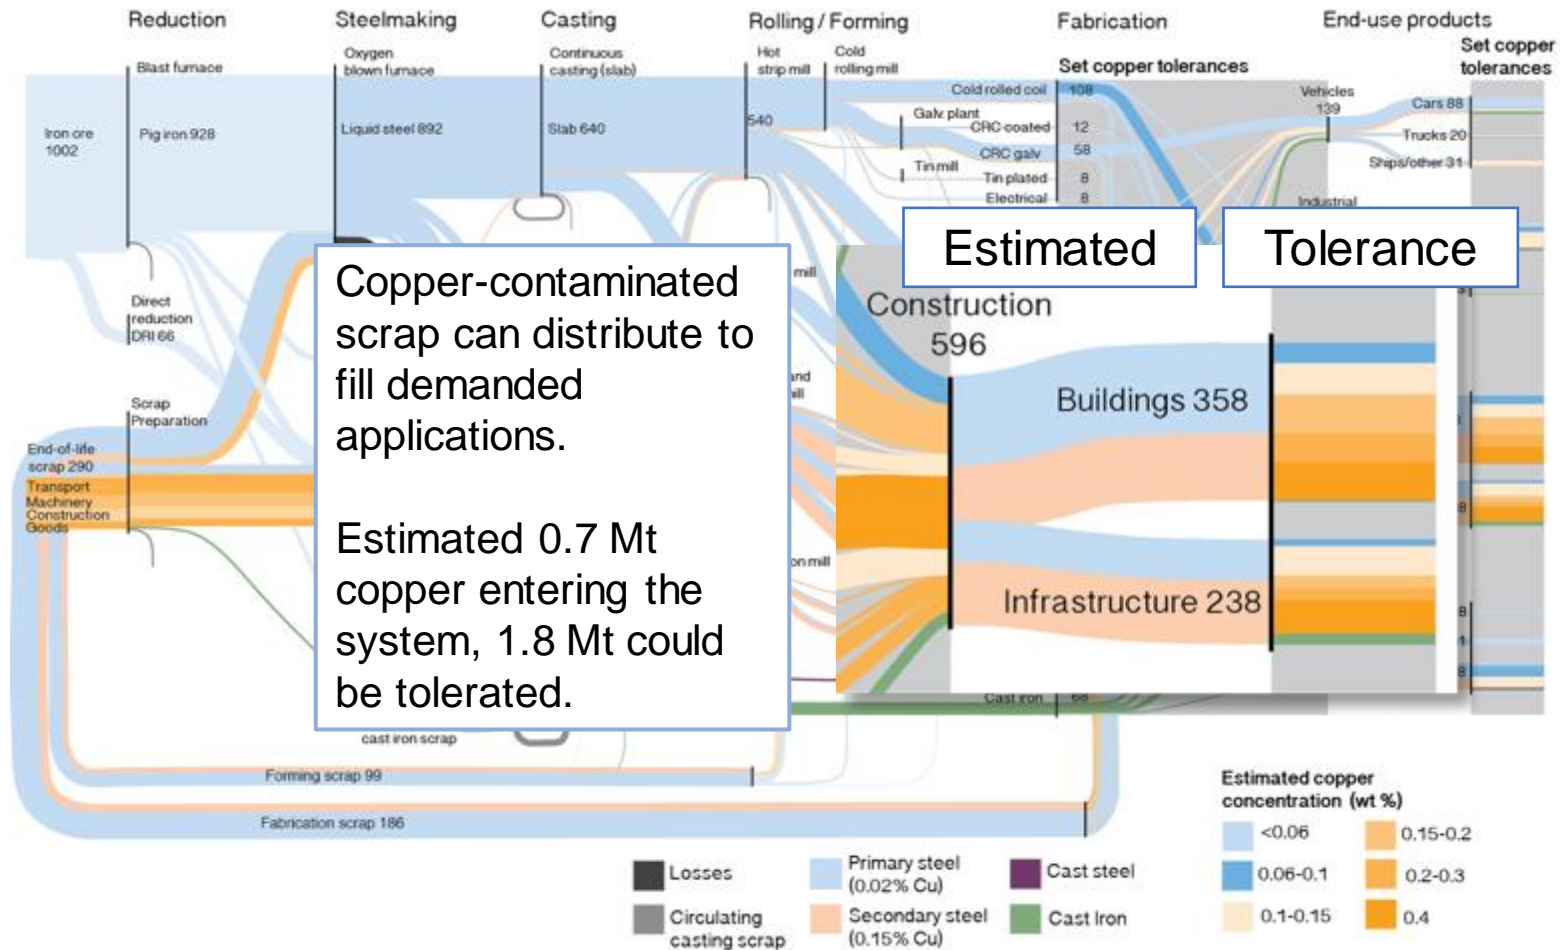 Reduction
Steelmaking
Casting
Rolling / Forming
Fabrication
End-use products
Blast furnace
Oxygen
blown furnace
Continuous
casting (slab)
Hot
strip mill
Cold
rolling mill
Set copper tolerances
Set copper
tolerances
Iron ore
1002
Pig iron 928
Liquid steel 892
Slab 640
540
Cold rolled coil
108
Galv. plant
CRC coated
12
CRC galv
58
Tin mill
Tin plated
8
Electrical
8
Vehicles
139
Cars 88
Trucks 20
Ships/other 31
Industrial
Direct
reduction
DRI 66
Scrap
Preparation
End-of-life
scrap 290
Transport
Machinery
Construction
Goods
Copper-contaminated
scrap can distribute to
fill demanded
applications.
Estimated 0.7 Mt
copper entering the
system, 1.8 Mt could
be tolerated.
mill
Estimated
Tolerance
Construction
596
Buildings 358
Infrastructure 238
on mill
Cast iron
68
cast iron scrap
Forming scrap 99
Fabrication scrap 186
Losses
Circulating
casting scrap
Primary steel
(0.02% Cu)
Secondary steel
(0.15% Cu)
Cast steel
Cast Iron
Estimated copper
concentration (wt %)
<0.06
0.06-0.1
0.1-0.15
0.15-0.2
0.2-0.3
0.4